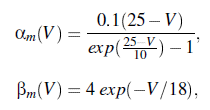 αₘ(V) = 0.1(25 − V) / (exp((25−V)/10) − 1),
βₘ(V) = 4 exp(−V/18),